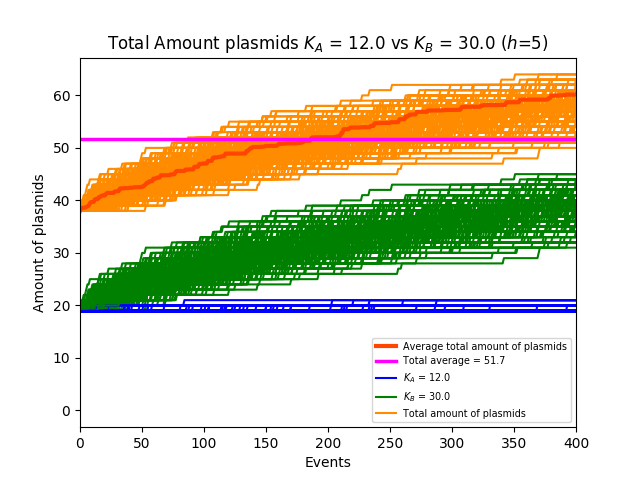 Total Amount plasmids K_A = 12.0 vs K_B = 30.0 (h=5)
60
50
40
30
20
10
0
Amount of plasmids
Average total amount of plasmids
Total average = 51.7
K_A = 12.0
K_B = 30.0
Total amount of plasmids
0 50 100 150 200 250 300 350 400
Events